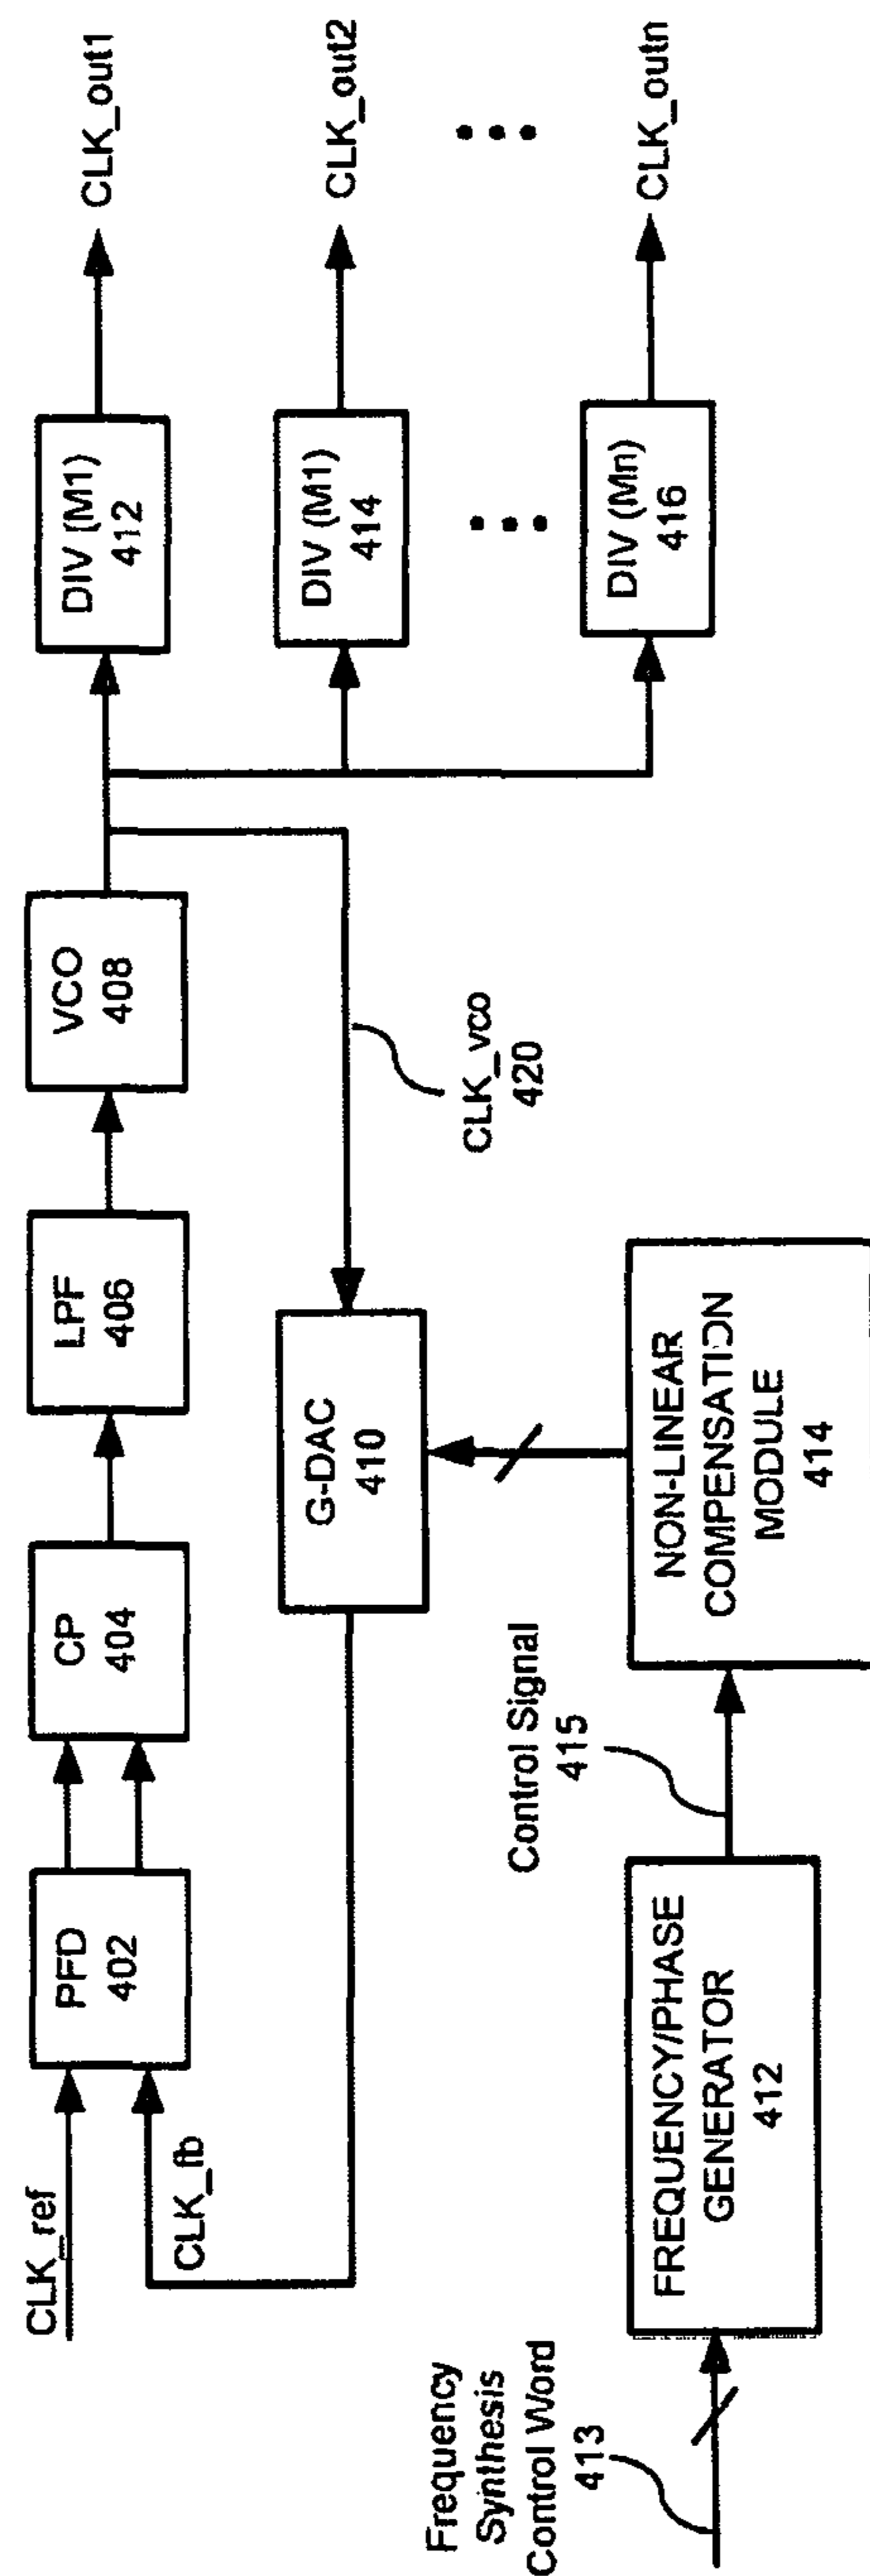 CLK_ref
CLK_fb
PFD
402
CP
404
LPF
406
VCO
408
DIV (M1)
412
CLK_out1
DIV (M1)
414
CLK_out2
DIV (Mn)
416
CLK_outn
G-DAC
410
CLK_vco
420
Frequency
Synthesis
Control Word
413
FREQUENCY/PHASE
GENERATOR
412
Control Signal
415
NON-LINEAR
COMPENSATION
MODULE
414